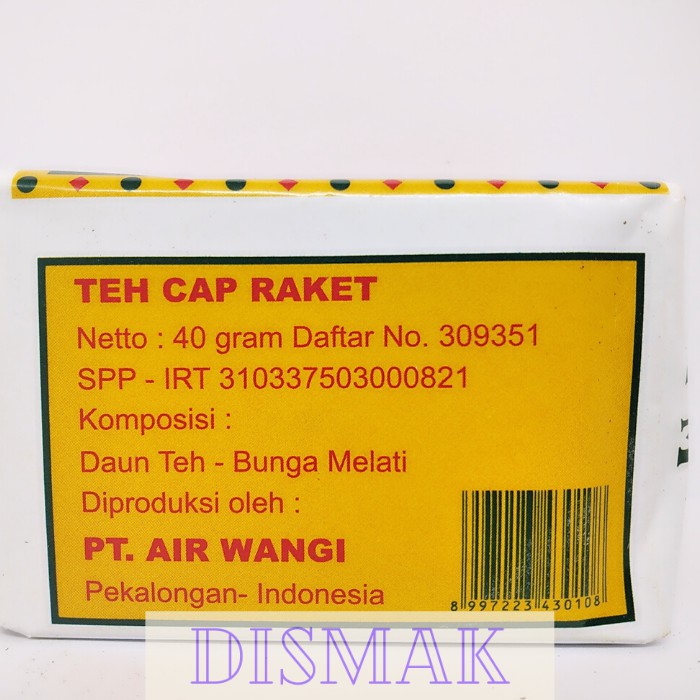 TEH CAP RAKET
Netto : 40 gram Daftar No. 309351
SPP - IRT 310337503000821
Komposisi :
Daun Teh - Bunga Melati
Diproduksi oleh :
PT. AIR WANGI
Pekalongan- Indonesia
8 997223 430108
DISMAK